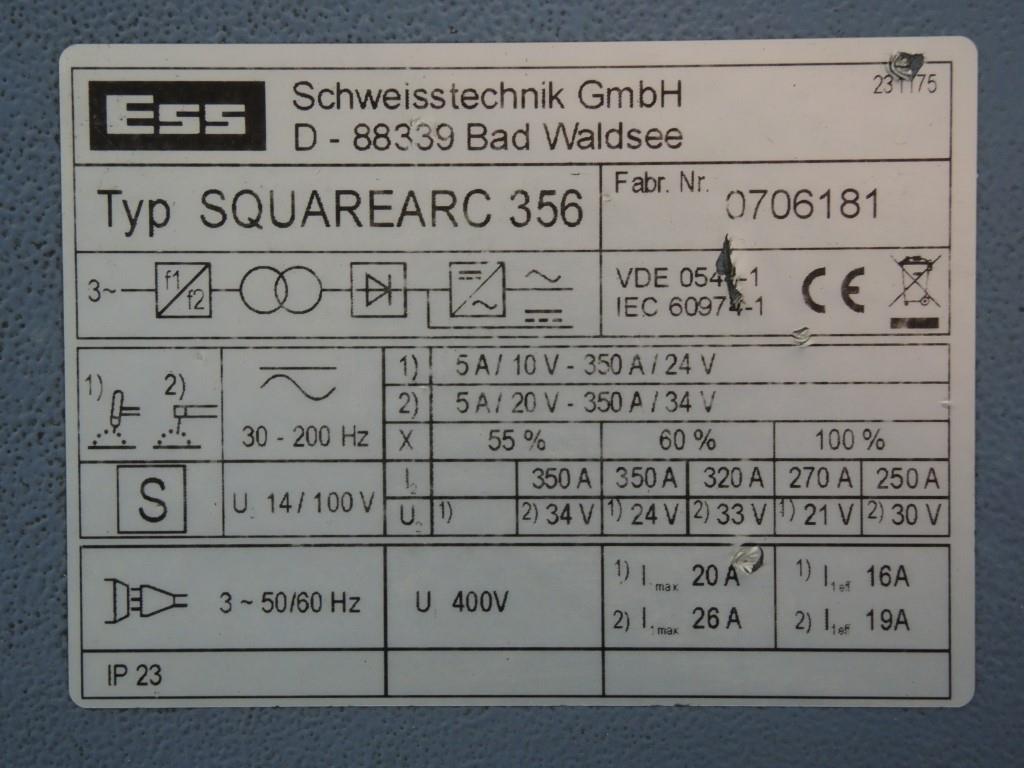 Ess
Schweisstechnik GmbH
D - 88339 Bad Waldsee
231175
Typ SQUAREARC 356
Fabr. Nr. 0706181
3~
f1
f2
VDE 0544-1
IEC 60974-1
CE
1) 2)
30 - 200 Hz
1) 5 A / 10 V - 350 A / 24 V
2) 5 A / 20 V - 350 A / 34 V
X 55 % 60 % 100 %
S
U₀ 14 / 100 V
I₂ 350 A 350 A 320 A 270 A 250 A
U₂ 1) 2) 34 V 1) 24 V 2) 33 V 1) 21 V 2) 30 V
3 ~ 50/60 Hz
U₁ 400V
1) I₁max 20 A 1) I₁eff 16A
2) I₁max 26 A 2) I₁eff 19A
IP 23